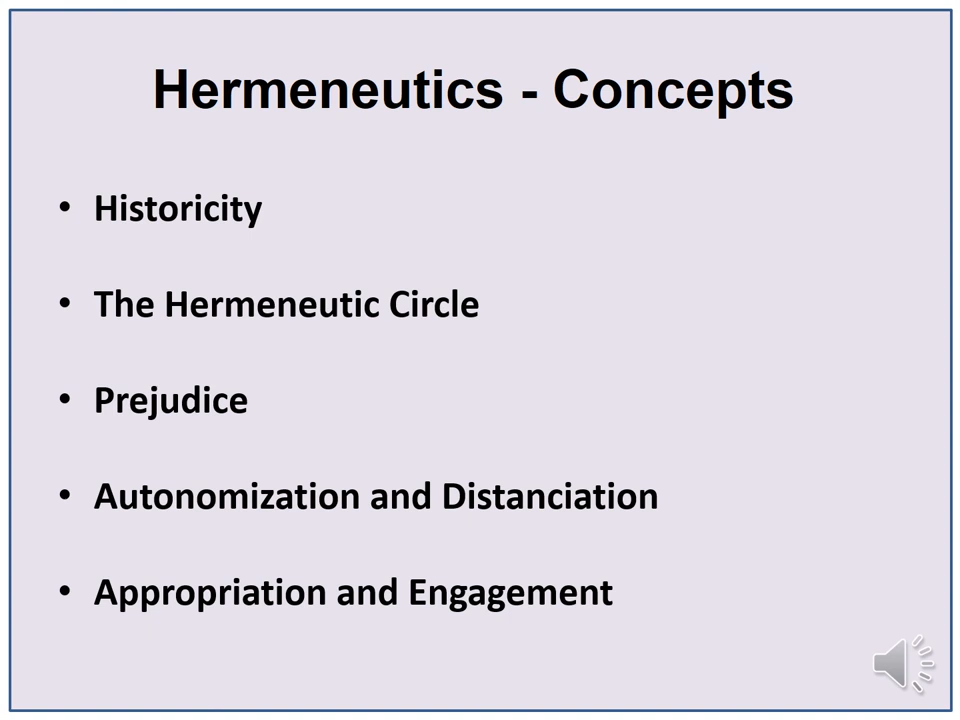 Hermeneutics - Concepts
• Historicity
• The Hermeneutic Circle
• Prejudice
• Autonomization and Distanciation
• Appropriation and Engagement